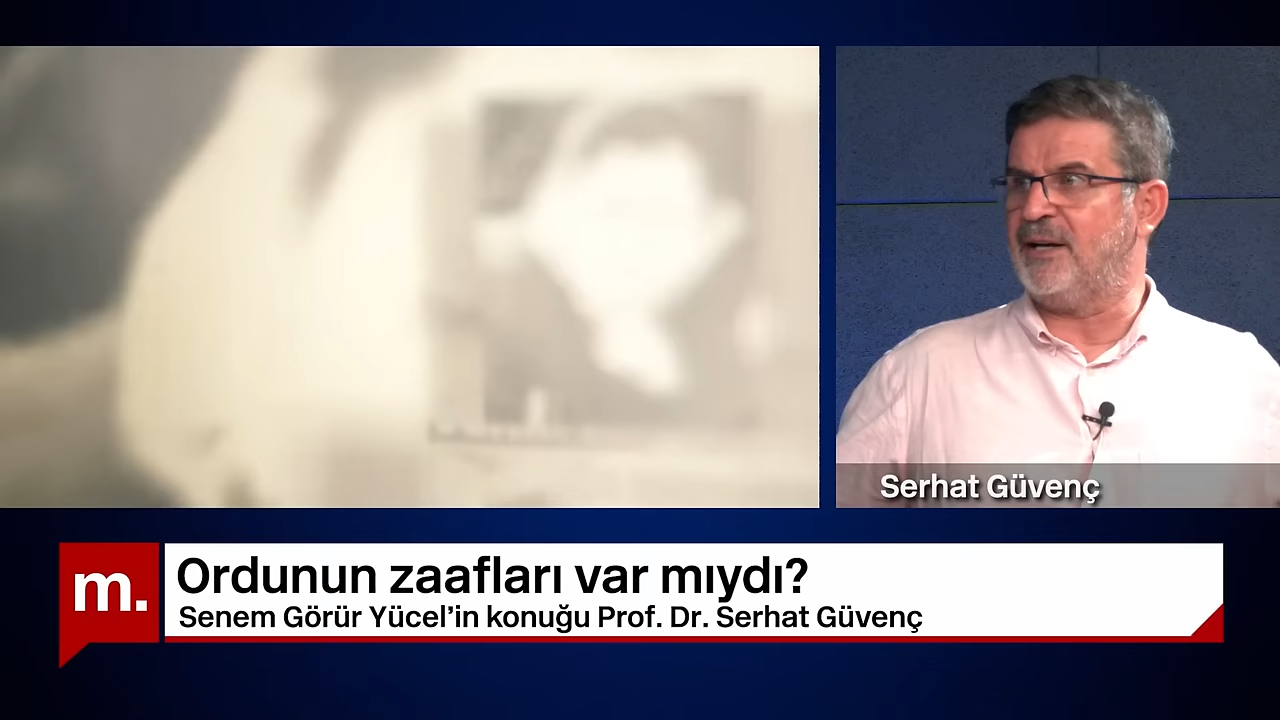 Serhat Güvenç
m.
Ordunun zaafları var mıydı?
Senem Görür Yücel'in konuğu Prof. Dr. Serhat Güvenç